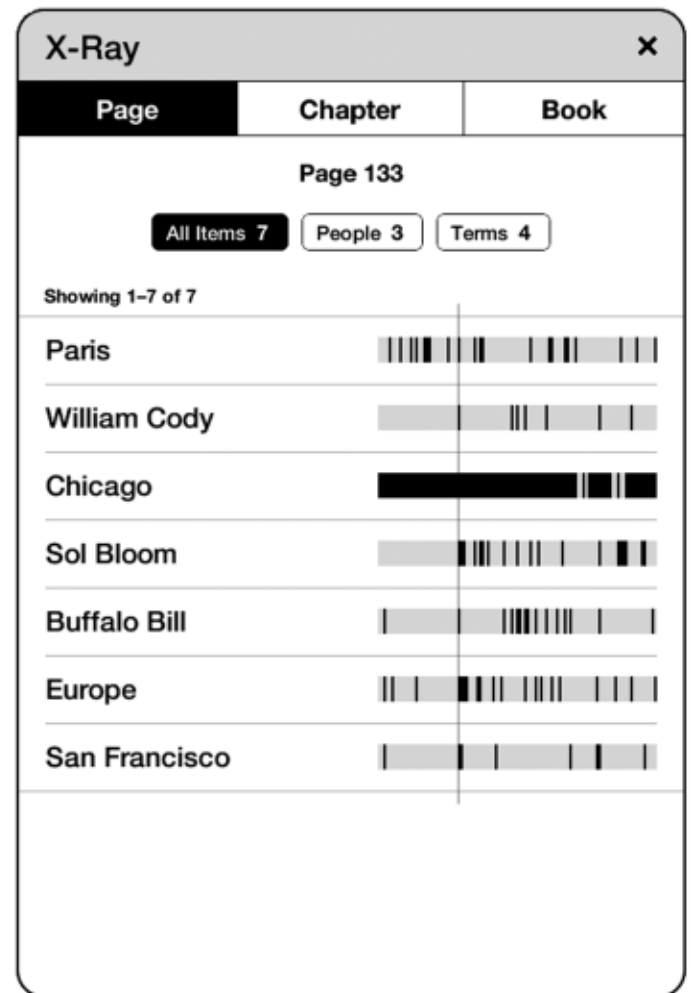 X-Ray ×
Page Chapter Book
Page 133
All Items 7 People 3 Terms 4
Showing 1–7 of 7
Paris
William Cody
Chicago
Sol Bloom
Buffalo Bill
Europe
San Francisco